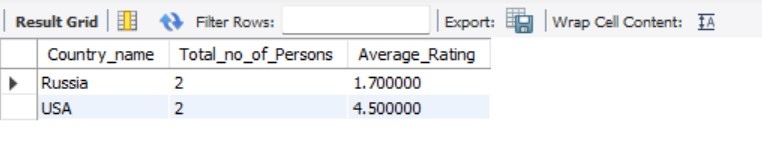 Result Grid Filter Rows: Export: Wrap Cell Content: IA
Country_name Total_no_of_Persons Average_Rating
Russia 2 1.700000
USA 2 4.500000